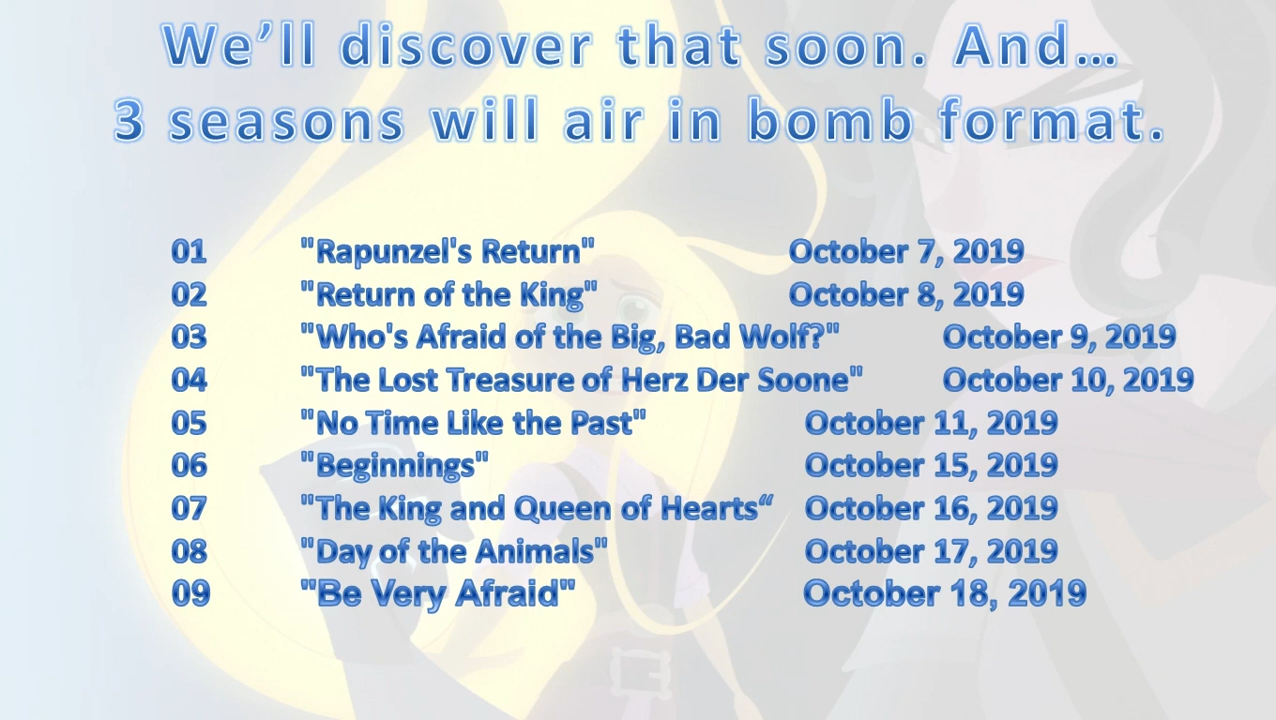 We’ll discover that soon. And…
3 seasons will air in bomb format.
01 "Rapunzel's Return" October 7, 2019
02 "Return of the King" October 8, 2019
03 "Who's Afraid of the Big, Bad Wolf?" October 9, 2019
04 "The Lost Treasure of Herz Der Soone" October 10, 2019
05 "No Time Like the Past" October 11, 2019
06 "Beginnings" October 15, 2019
07 "The King and Queen of Hearts“ October 16, 2019
08 "Day of the Animals" October 17, 2019
09 "Be Very Afraid" October 18, 2019